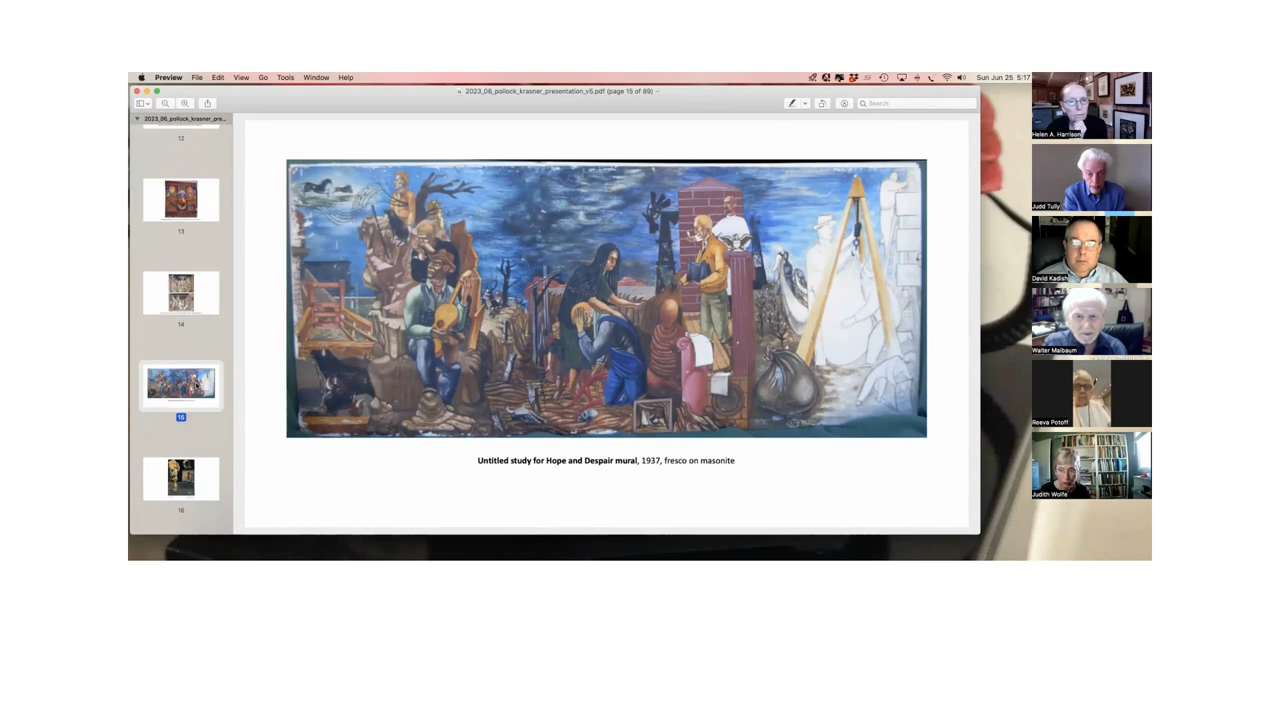 Preview File Edit View Go Tools Window Help
Sun Jun 25 5:17
2023_06_pollock_krasner_presentation_v5.pdf (page 15 of 89)
Search
2023_06_pollock_krasner_pre...
12
13
14
15
16
Untitled study for Hope and Despair mural, 1937, fresco on masonite
Helen A. Harrison
Judd Tully
David Kadish
Walter Maibaum
Reeva Potoff
Judith Wolfe